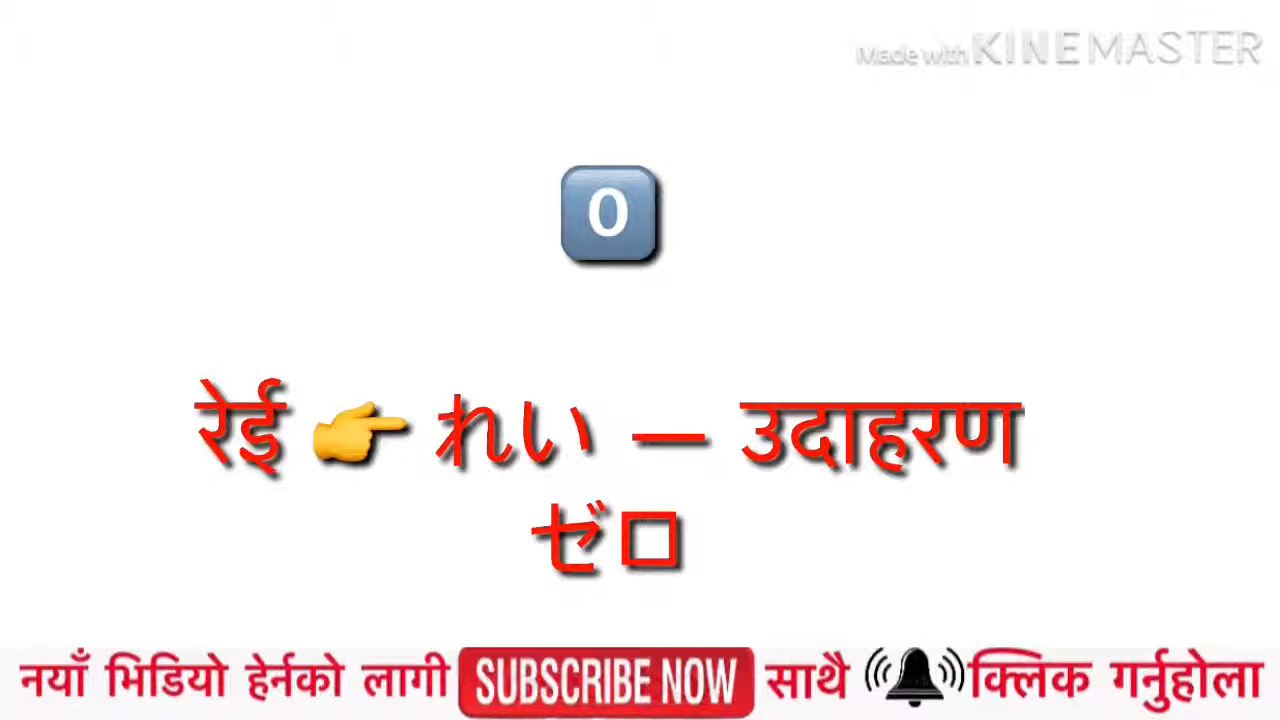 Made with KINEMASTER
0
रेई 👉 れい — उदाहरण
ゼロ
नयाँ भिडियो हेर्नको लागी SUBSCRIBE NOW साथै क्लिक गर्नुहोला